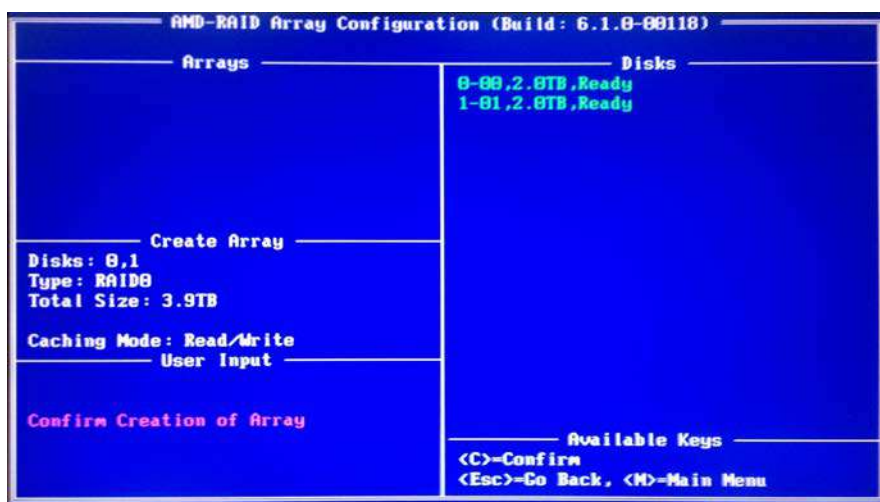 AMD-RAID Array Configuration (Build: 6.1.0-00118)
Arrays
Disks
0-00,2.0TB,Ready
1-01,2.0TB,Ready
Create Array
Disks: 0,1
Type: RAID0
Total Size: 3.9TB
Caching Mode: Read/Write
User Input
Confirm Creation of Array
Available Keys
<C>=Confirm
<Esc>=Go Back, <M>=Main Menu